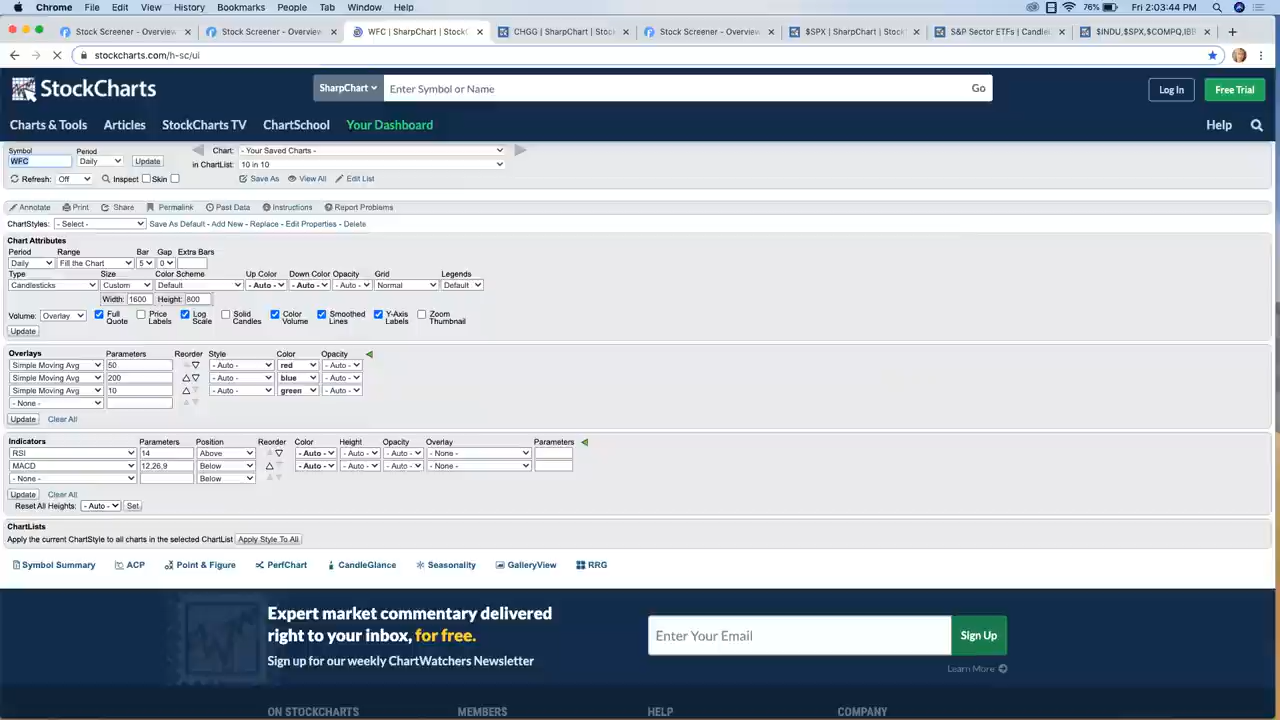 Chrome File Edit View History Bookmarks People Tab Window Help 76% Fri 2:03:44 PM
Stock Screener - Overview × Stock Screener - Overview × WFC | SharpChart | Stock × CHGG | SharpChart | Stock × Stock Screener - Overview × $SPX | SharpChart | Stock × S&P Sector ETFs | Candle × $INDU,$SPX,$COMPQ,IBB ×
stockcharts.com/h-sc/ui
StockCharts SharpChart Enter Symbol or Name Go Log In Free Trial
Charts & Tools Articles StockCharts TV ChartSchool Your Dashboard Help
Symbol Period Chart: - Your Saved Charts -
WFC Daily Update in ChartList: 10 in 10
Refresh: Off Inspect Skin Save As View All Edit List
Annotate Print Share Permalink Past Data Instructions Report Problems
ChartStyles: - Select - Save As Default - Add New - Replace - Edit Properties - Delete
Chart Attributes
Period Range Bar Gap Extra Bars
Daily Fill the Chart 5 0
Type Size Color Scheme Up Color Down Color Opacity Grid Legends
Candlesticks Custom Default - Auto - - Auto - - Auto - Normal Default
Width: 1600 Height: 800
Volume: Overlay Full Quote Price Labels Log Scale Solid Candles Color Volume Smoothed Lines Y-Axis Labels Zoom Thumbnail
Update
Overlays Parameters Reorder Style Color Opacity
Simple Moving Avg 50 - Auto - red - Auto -
Simple Moving Avg 200 - Auto - blue - Auto -
Simple Moving Avg 10 - Auto - green - Auto -
- None -
Update Clear All
Indicators Parameters Position Reorder Color Height Opacity Overlay Parameters
RSI 14 Above - Auto - - Auto - - Auto - - None -
MACD 12,26,9 Below - Auto - - Auto - - Auto - - None -
- None - Below
Update Clear All
Reset All Heights: - Auto - Set
ChartLists
Apply the current ChartStyle to all charts in the selected ChartList Apply Style To All
Symbol Summary ACP Point & Figure PerfChart CandleGlance Seasonality GalleryView RRG
Expert market commentary delivered
right to your inbox, for free.
Enter Your Email Sign Up
Sign up for our weekly ChartWatchers Newsletter
Learn More
ON STOCKCHARTS MEMBERS HELP COMPANY